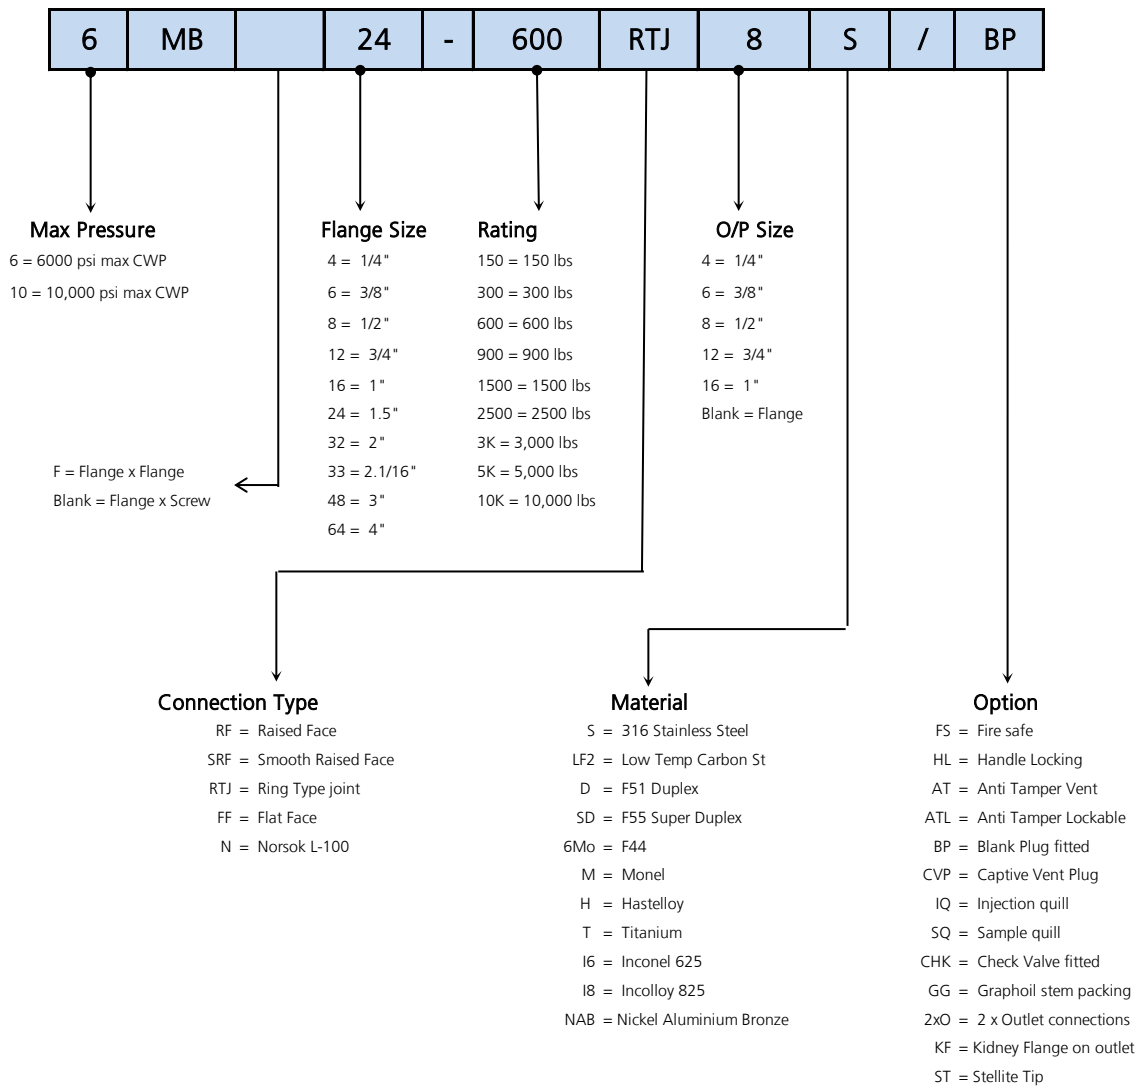 6 MB 24 - 600 RTJ 8 S / BP
Max Pressure
6 = 6000 psi max CWP
10 = 10,000 psi max CWP
F = Flange x Flange
Blank = Flange x Screw
Flange Size
4 = 1/4"
6 = 3/8"
8 = 1/2"
12 = 3/4"
16 = 1"
24 = 1.5"
32 = 2"
33 = 2.1/16"
48 = 3"
64 = 4"
Rating
150 = 150 lbs
300 = 300 lbs
600 = 600 lbs
900 = 900 lbs
1500 = 1500 lbs
2500 = 2500 lbs
3K = 3,000 lbs
5K = 5,000 lbs
10K = 10,000 lbs
O/P Size
4 = 1/4"
6 = 3/8"
8 = 1/2"
12 = 3/4"
16 = 1"
Blank = Flange
Connection Type
RF = Raised Face
SRF = Smooth Raised Face
RTJ = Ring Type joint
FF = Flat Face
N = Norsok L-100
Material
S = 316 Stainless Steel
LF2 = Low Temp Carbon St
D = F51 Duplex
SD = F55 Super Duplex
6Mo = F44
M = Monel
H = Hastelloy
T = Titanium
I6 = Inconel 625
I8 = Incolloy 825
NAB = Nickel Aluminium Bronze
Option
FS = Fire safe
HL = Handle Locking
AT = Anti Tamper Vent
ATL = Anti Tamper Lockable
BP = Blank Plug fitted
CVP = Captive Vent Plug
IQ = Injection quill
SQ = Sample quill
CHK = Check Valve fitted
GG = Graphoil stem packing
2xO = 2 x Outlet connections
KF = Kidney Flange on outlet
ST = Stellite Tip